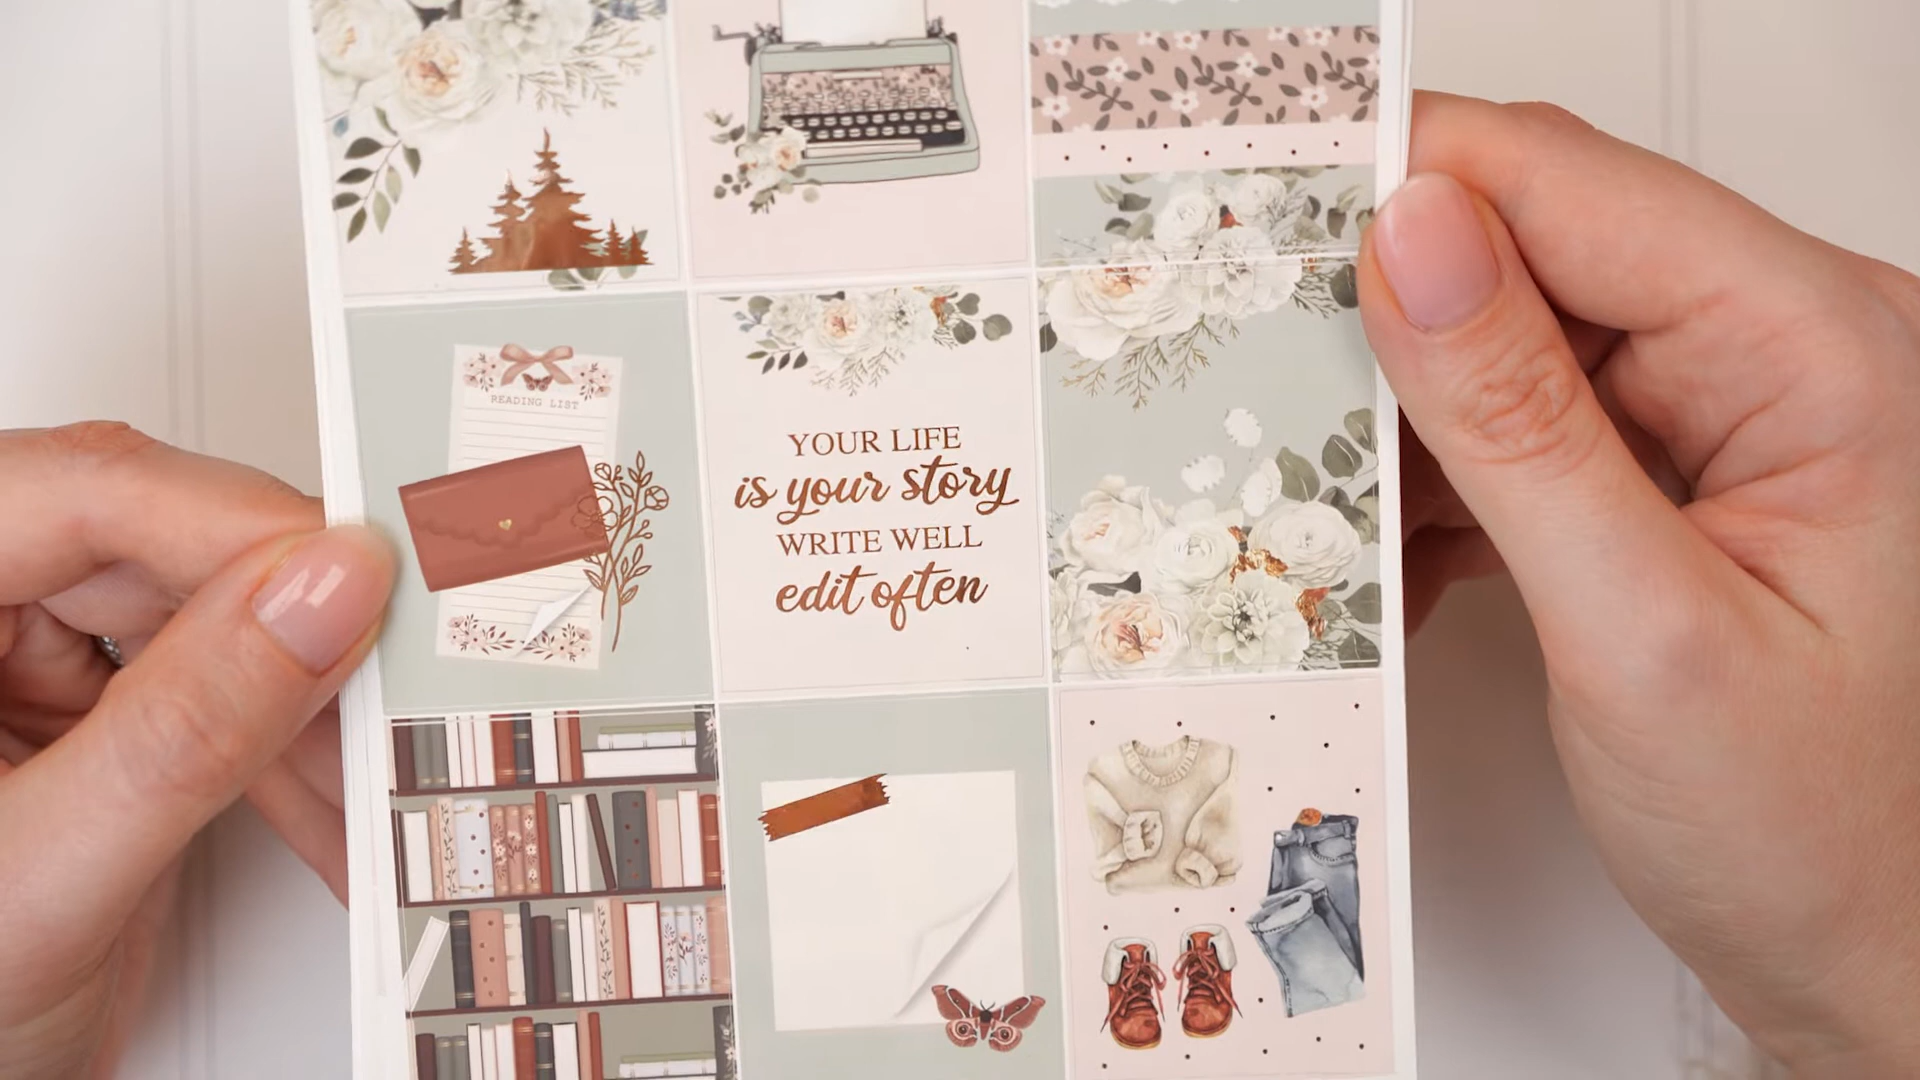 READING LIST
YOUR LIFE
is your story
WRITE WELL
edit often